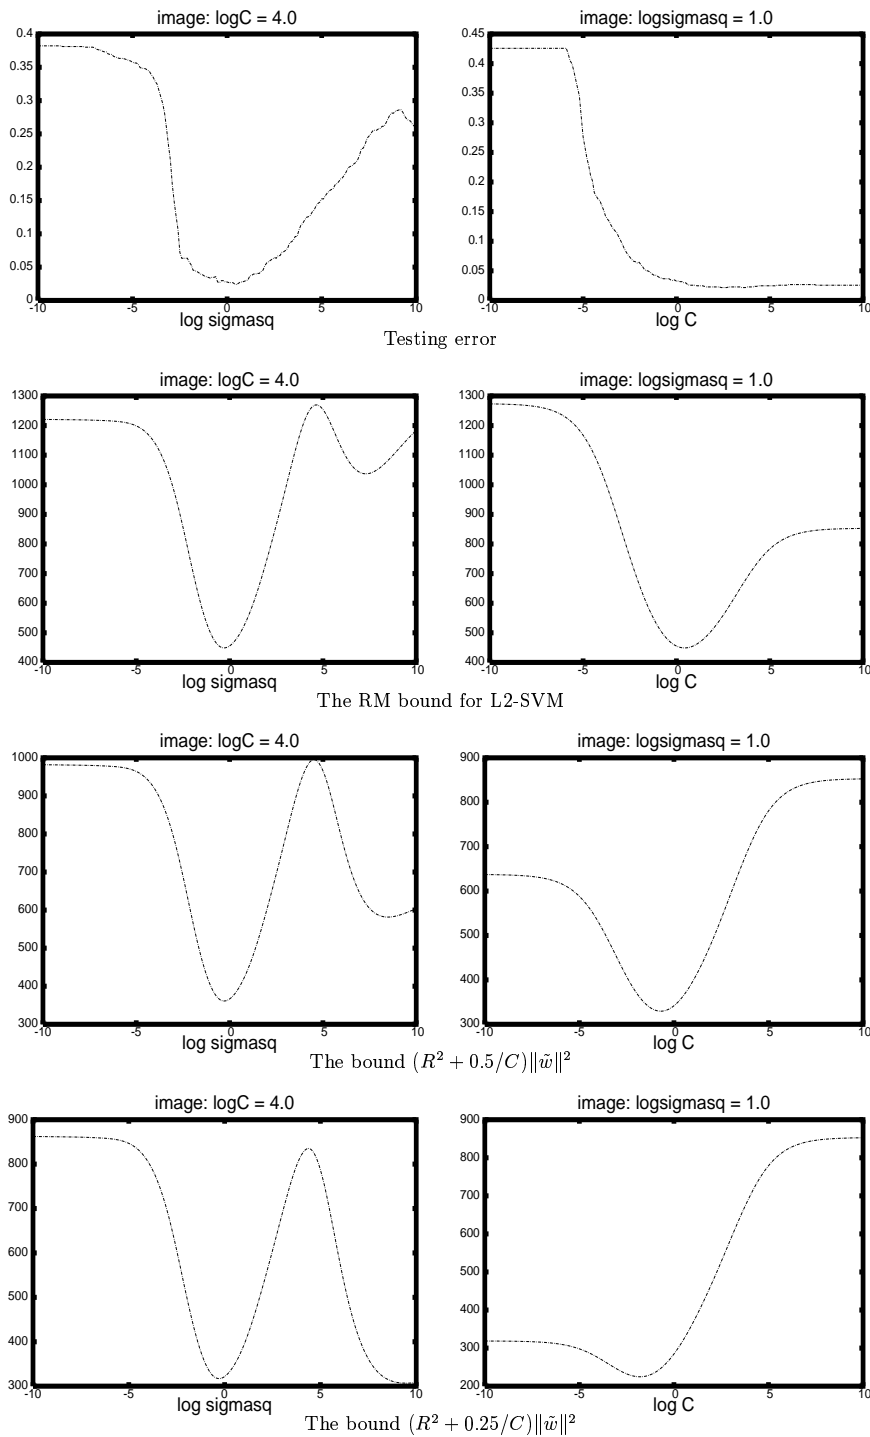 image: logC = 4.0
0.4
0.35
0.3
0.25
0.2
0.15
0.1
0.05
0
-10 -5 0 5 10
log sigmasq
image: logsigmasq = 1.0
0.45
0.4
0.35
0.3
0.25
0.2
0.15
0.1
0.05
0
-10 -5 0 5 10
log C
Testing error
image: logC = 4.0
1300
1200
1100
1000
900
800
700
600
500
400
-10 -5 0 5 10
log sigmasq
image: logsigmasq = 1.0
1300
1200
1100
1000
900
800
700
600
500
400
-10 -5 0 5 10
log C
The RM bound for L2-SVM
image: logC = 4.0
1000
900
800
700
600
500
400
300
-10 -5 0 5 10
log sigmasq
image: logsigmasq = 1.0
900
800
700
600
500
400
300
-10 -5 0 5 10
log C
The bound (R² + 0.5/C)‖w̃‖²
image: logC = 4.0
900
800
700
600
500
400
300
-10 -5 0 5 10
log sigmasq
image: logsigmasq = 1.0
900
800
700
600
500
400
300
200
-10 -5 0 5 10
log C
The bound (R² + 0.25/C)‖w̃‖²